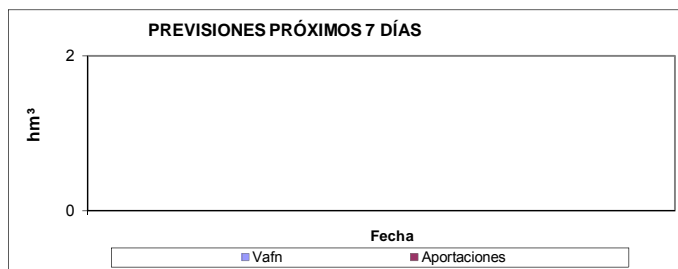 PREVISIONES PRÓXIMOS 7 DÍAS
2
hm³
0
Fecha
Vafn Aportaciones